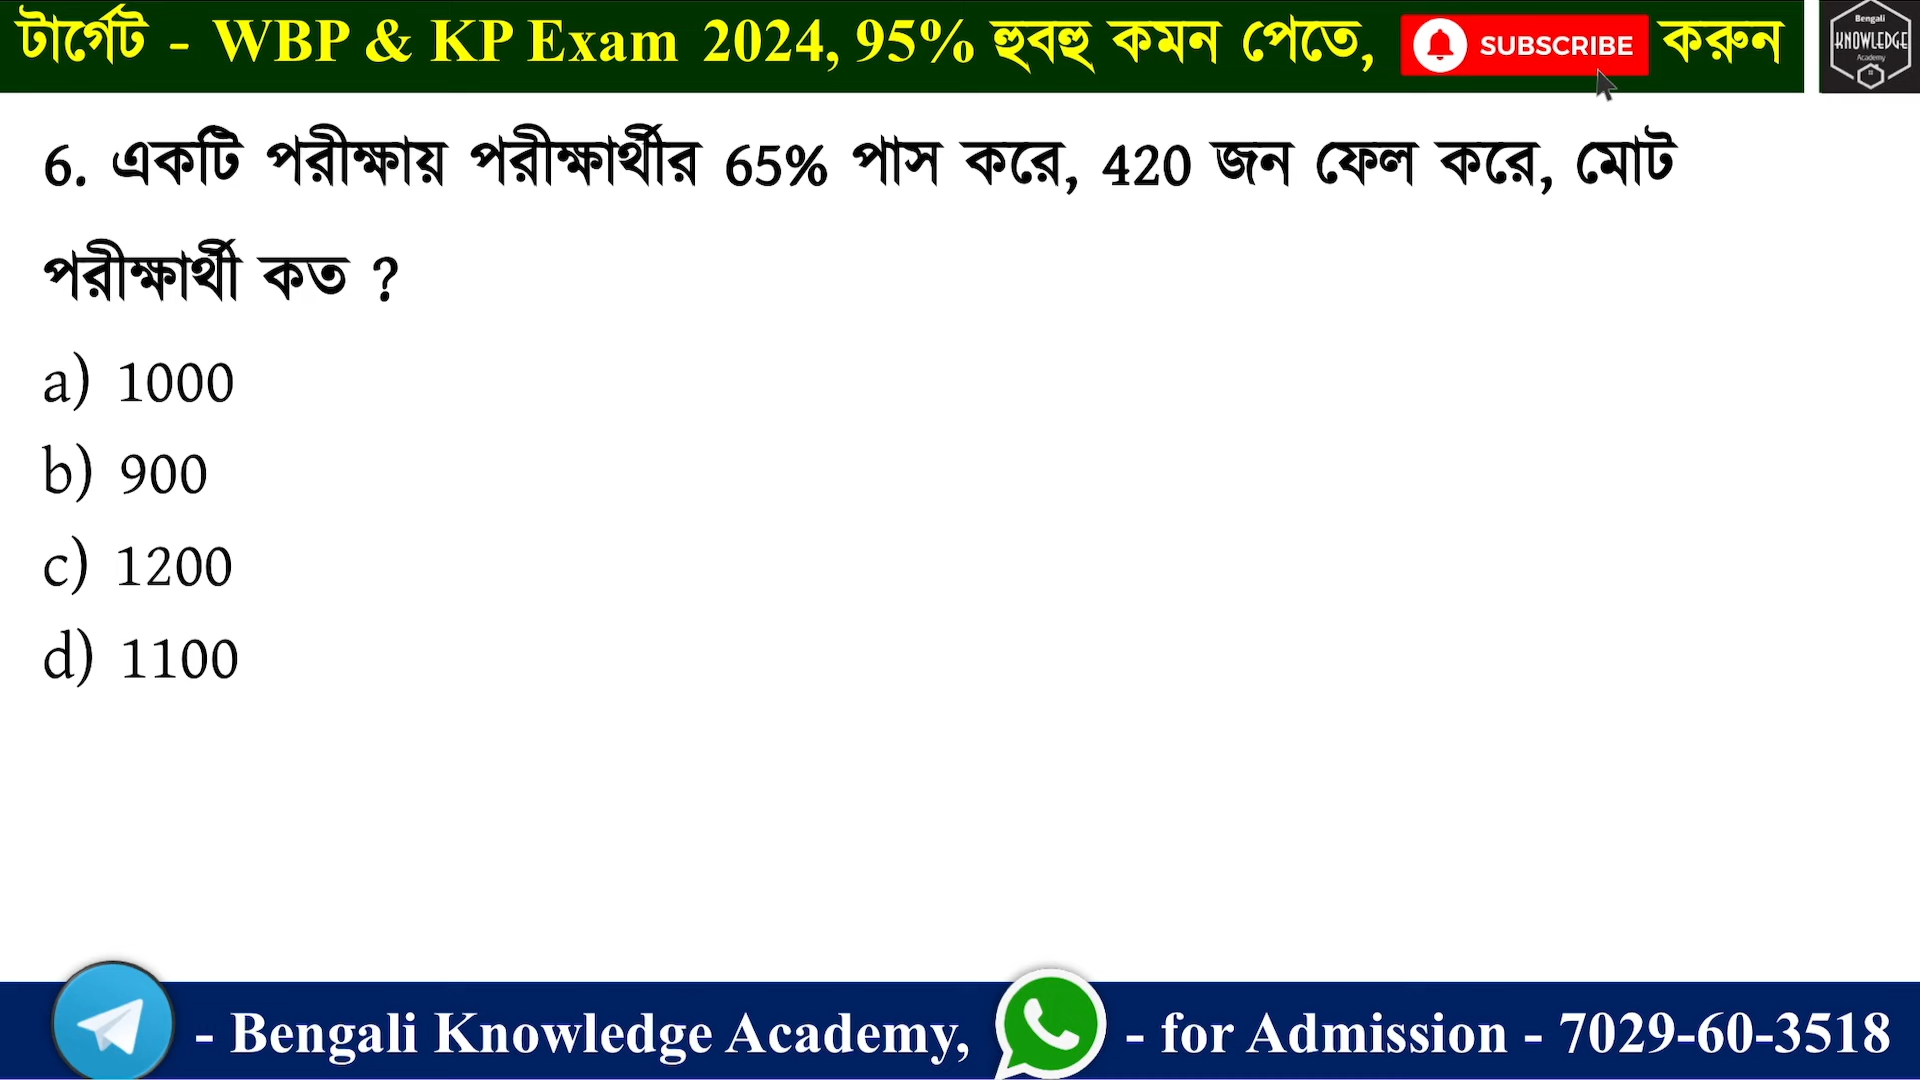 টার্গেট - WBP & KP Exam 2024, 95% হুবহু কমন পেতে, SUBSCRIBE করুন
Bengali
KNOWLEDGE
Academy
6. একটি পরীক্ষায় পরীক্ষার্থীর 65% পাস করে, 420 জন ফেল করে, মোট
পরীক্ষার্থী কত ?
a) 1000
b) 900
c) 1200
d) 1100
- Bengali Knowledge Academy, - for Admission - 7029-60-3518